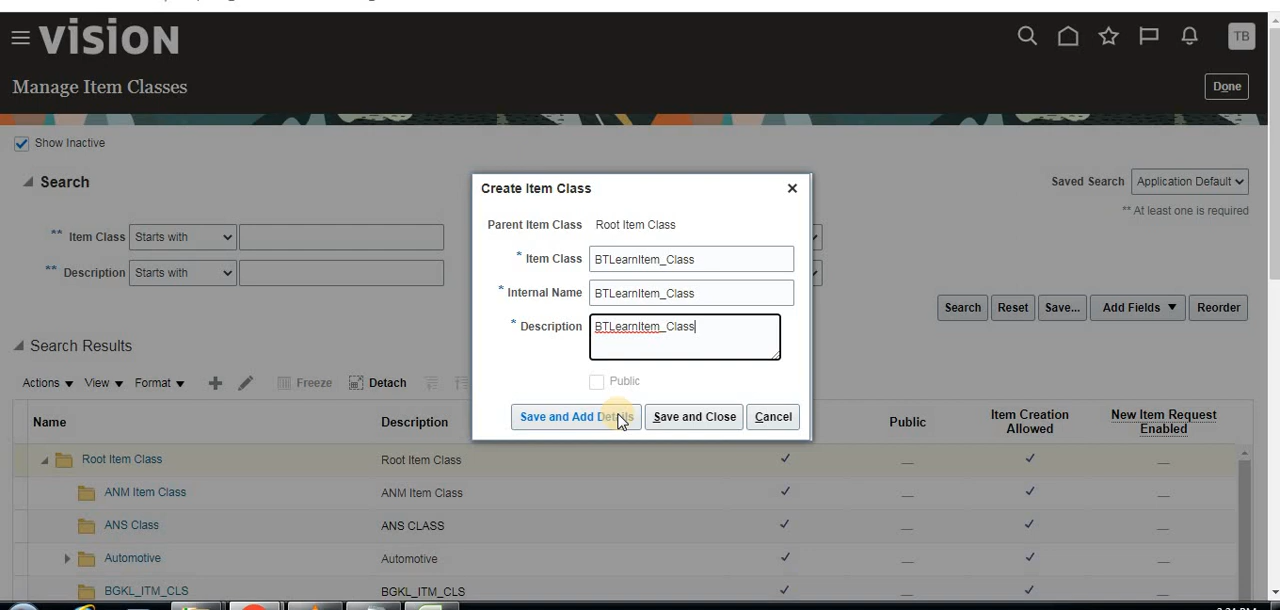 VISION
TB
Manage Item Classes
Done
Show Inactive
Search
Saved Search Application Default
** At least one is required
** Item Class Starts with
** Description Starts with
Search Reset Save... Add Fields Reorder
Create Item Class
Parent Item Class Root Item Class
* Item Class BTLearnItem_Class
* Internal Name BTLearnItem_Class
* Description BTLearnItem_Class
Public
Save and Add Details Save and Close Cancel
Search Results
Actions View Format Freeze Detach
Name Description Public Item Creation Allowed New Item Request Enabled
Root Item Class Root Item Class
ANM Item Class ANM Item Class
ANS Class ANS CLASS
Automotive Automotive
BGKL_ITM_CLS BGKL_ITM_CLS